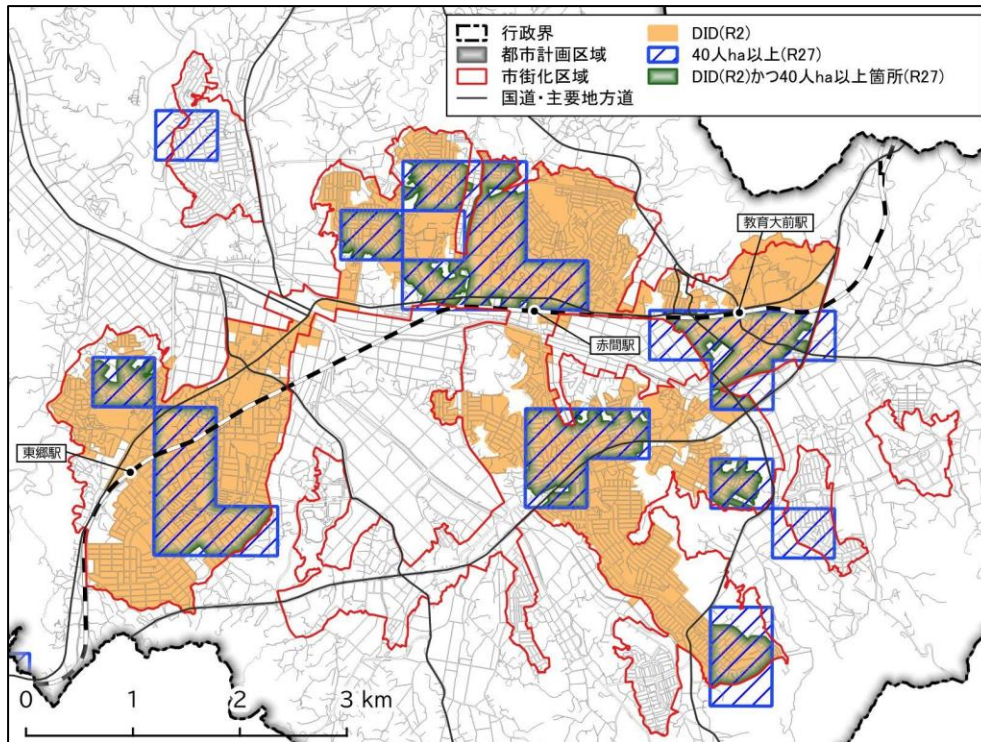 行政界
都市計画区域
市街化区域
国道・主要地方道
DID(R2)
40人ha以上(R27)
DID(R2)かつ40人ha以上箇所(R27)
教育大前駅
赤間駅
東郷駅
0 1 2 3 km